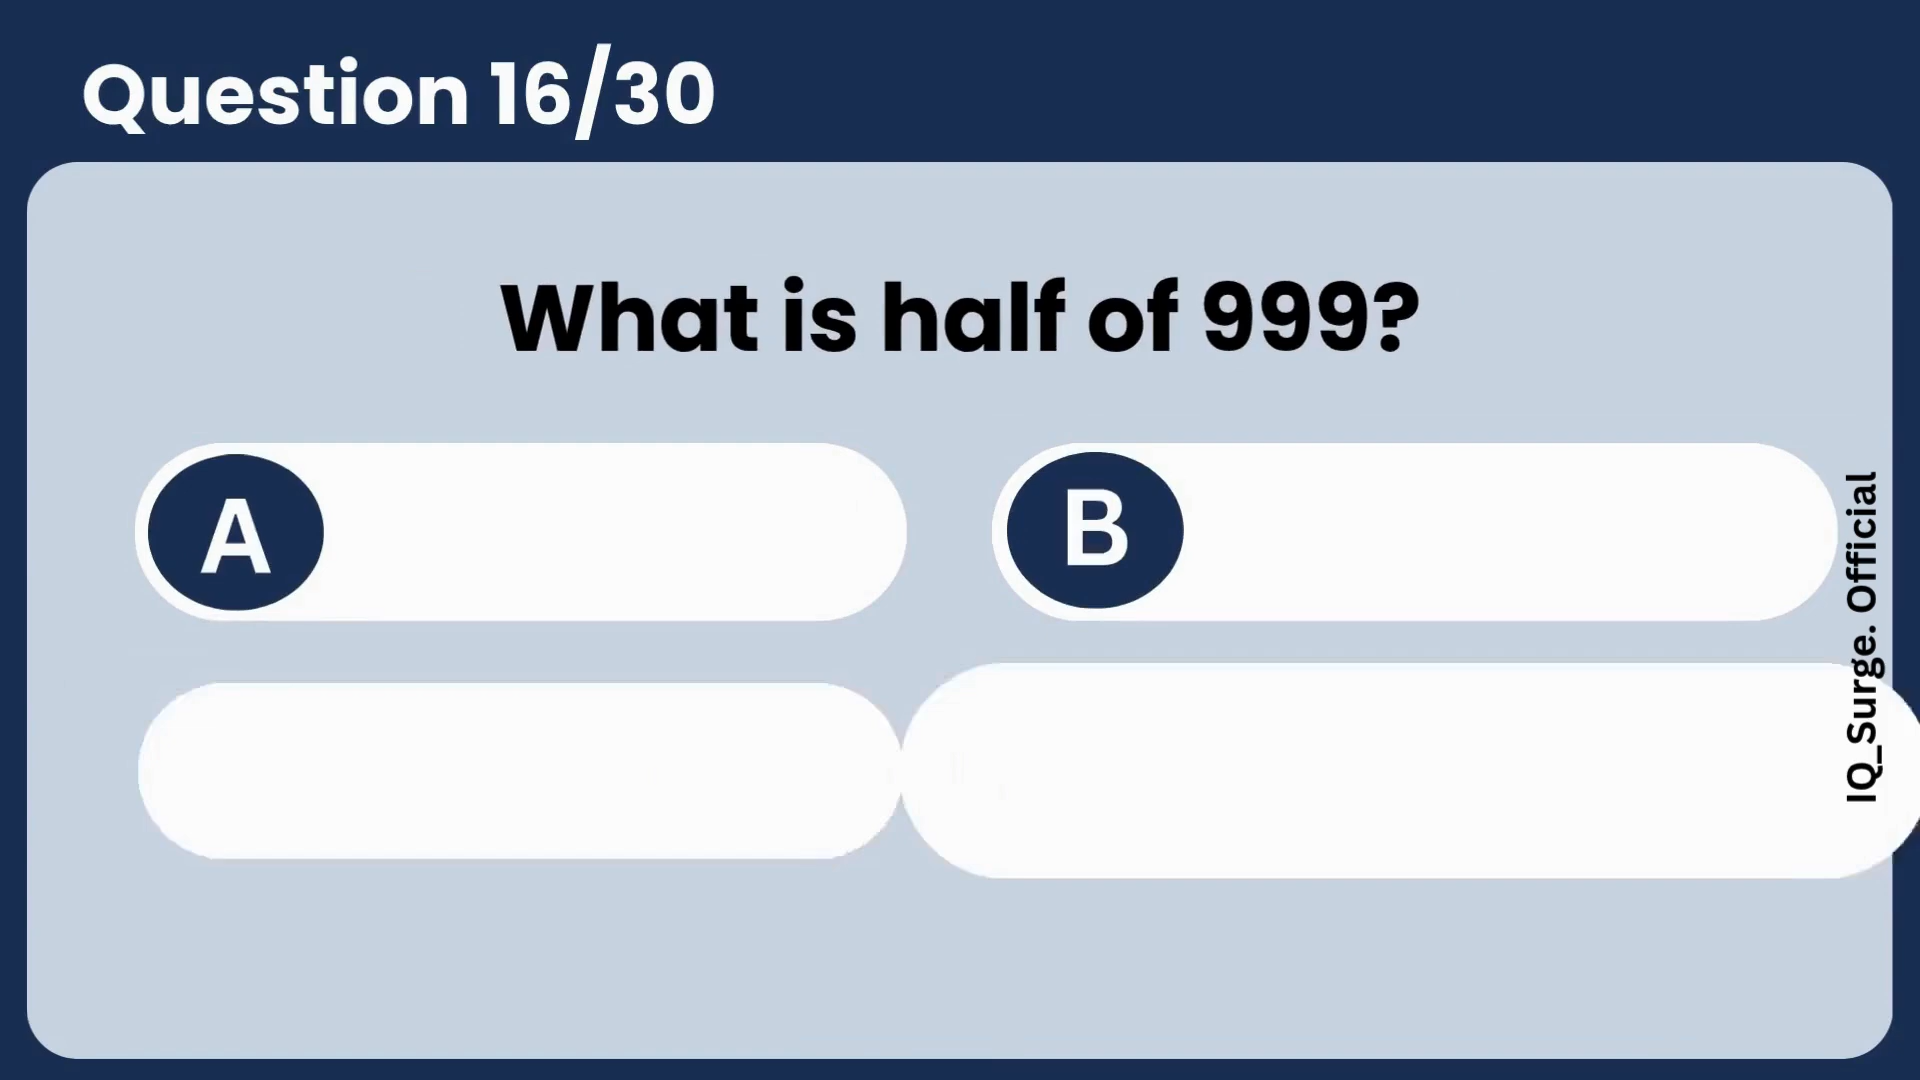 Question 16/30
What is half of 999?
A
B
IQ_Surge. Official